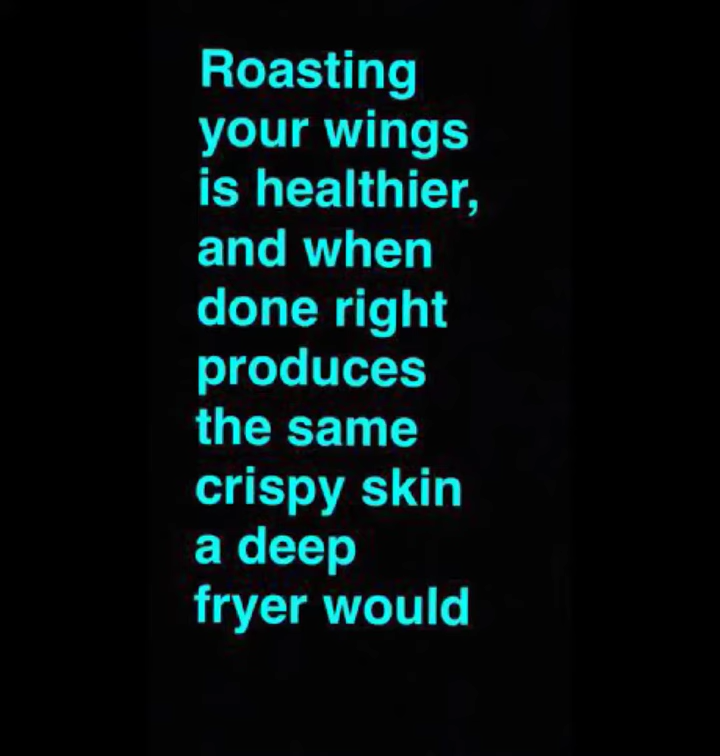 Roasting
your wings
is healthier,
and when
done right
produces
the same
crispy skin
a deep
fryer would